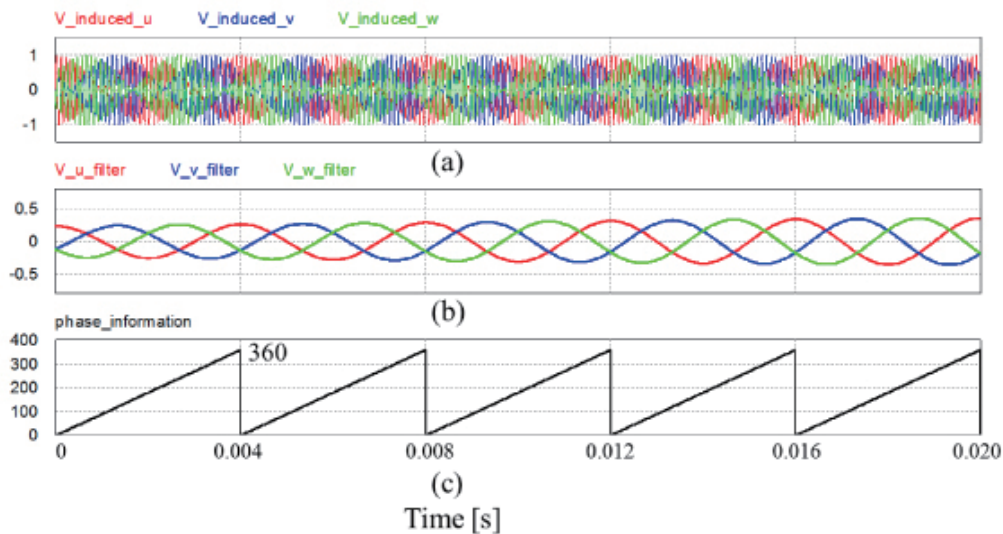 V_induced_u V_induced_v V_induced_w
1
0
-1
(a)
V_u_filter V_v_filter V_w_filter
0.5
0
-0.5
(b)
phase_information
400
300
200
100
0
360
0 0.004 0.008 0.012 0.016 0.020
(c)
Time [s]